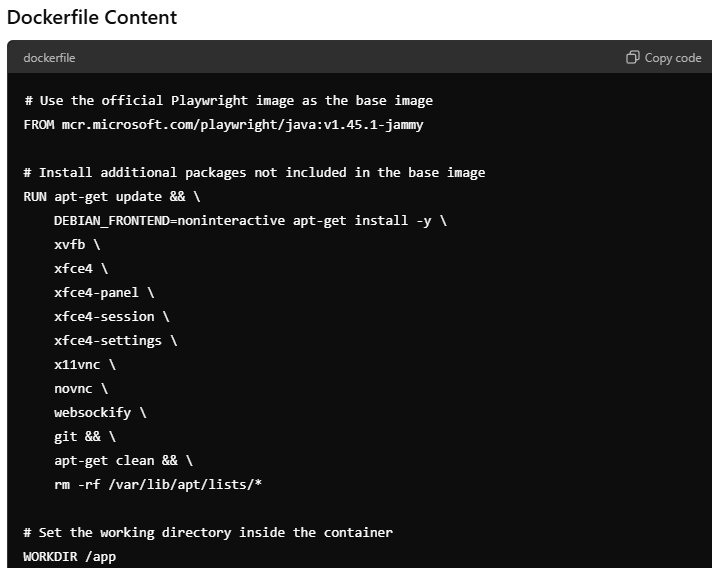 Dockerfile Content
dockerfile
Copy code
# Use the official Playwright image as the base image
FROM mcr.microsoft.com/playwright/java:v1.45.1-jammy
# Install additional packages not included in the base image
RUN apt-get update && \
DEBIAN_FRONTEND=noninteractive apt-get install -y \
xvfb \
xfce4 \
xfce4-panel \
xfce4-session \
xfce4-settings \
x11vnc \
novnc \
websockify \
git && \
apt-get clean && \
rm -rf /var/lib/apt/lists/*
# Set the working directory inside the container
WORKDIR /app